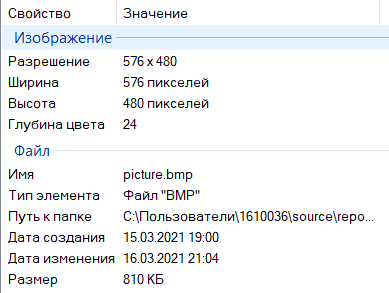 Свойство Значение
Изображение
Разрешение 576 x 480
Ширина 576 пикселей
Высота 480 пикселей
Глубина цвета 24
Файл
Имя picture.bmp
Тип элемента Файл "BMP"
Путь к папке C:\Пользователи\1610036\source\repo...
Дата создания 15.03.2021 19:00
Дата изменения 16.03.2021 21:04
Размер 810 КБ